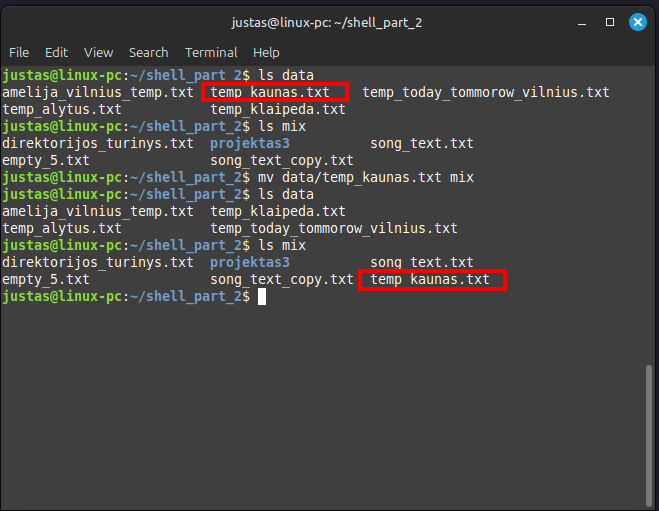 justas@linux-pc: ~/shell_part_2
File Edit View Search Terminal Help
justas@linux-pc:~/shell_part_2$ ls data
amelija_vilnius_temp.txt temp_kaunas.txt temp_today_tommorow_vilnius.txt
temp_alytus.txt temp_klaipeda.txt
justas@linux-pc:~/shell_part_2$ ls mix
direktorijos_turinys.txt projektas3 song_text.txt
empty_5.txt song_text_copy.txt
justas@linux-pc:~/shell_part_2$ mv data/temp_kaunas.txt mix
justas@linux-pc:~/shell_part_2$ ls data
amelija_vilnius_temp.txt temp_klaipeda.txt
temp_alytus.txt temp_today_tommorow_vilnius.txt
justas@linux-pc:~/shell_part_2$ ls mix
direktorijos_turinys.txt projektas3 song_text.txt
empty_5.txt song_text_copy.txt temp_kaunas.txt
justas@linux-pc:~/shell_part_2$